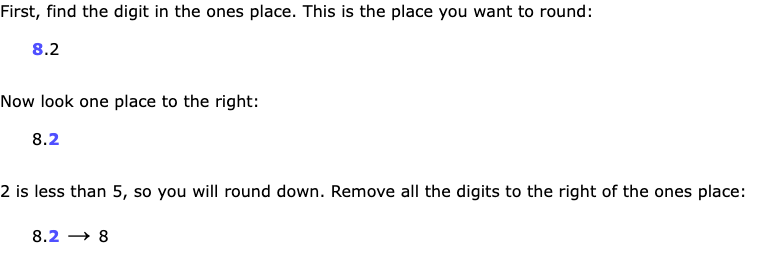 First, find the digit in the ones place. This is the place you want to round:
8.2
Now look one place to the right:
8.2
2 is less than 5, so you will round down. Remove all the digits to the right of the ones place:
8.2 → 8